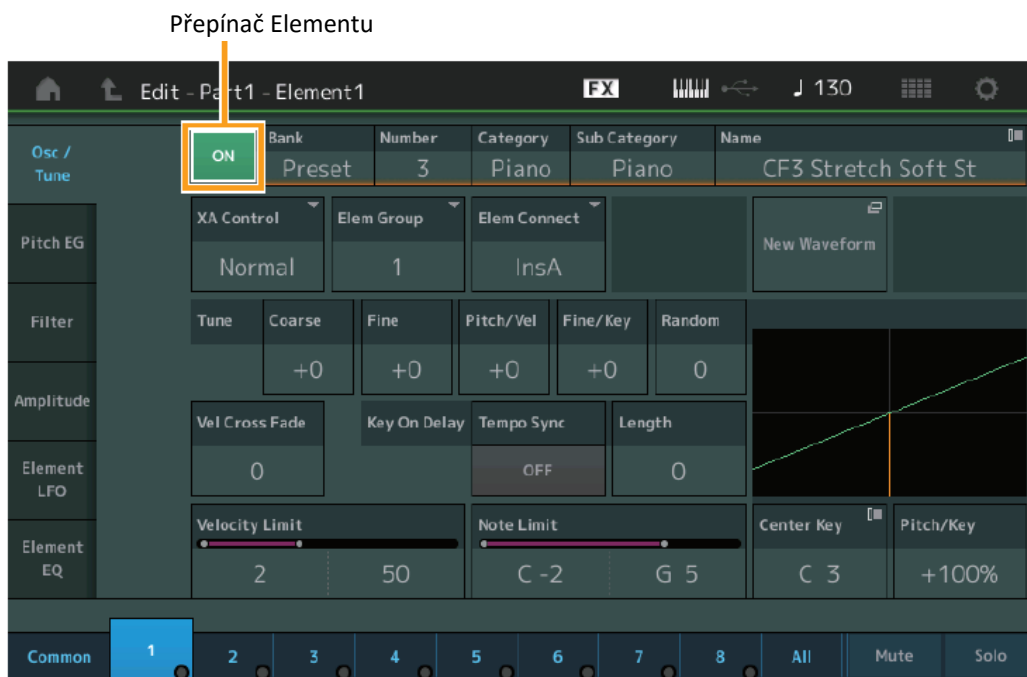 Přepínač Elementu
Edit - Part1 - Element1 FX 130
Osc / Tune
ON
Bank Number Category Sub Category Name
Preset 3 Piano Piano CF3 Stretch Soft St
Pitch EG
XA Control Elem Group Elem Connect New Waveform
Normal 1 InsA
Filter
Tune Coarse Fine Pitch/Vel Fine/Key Random
+0 +0 +0 +0 0
Amplitude
Vel Cross Fade Key On Delay Tempo Sync Length
0 OFF 0
Element LFO
Velocity Limit Note Limit Center Key Pitch/Key
2 50 C -2 G 5 C 3 +100%
Element EQ
Common 1 2 3 4 5 6 7 8 All Mute Solo